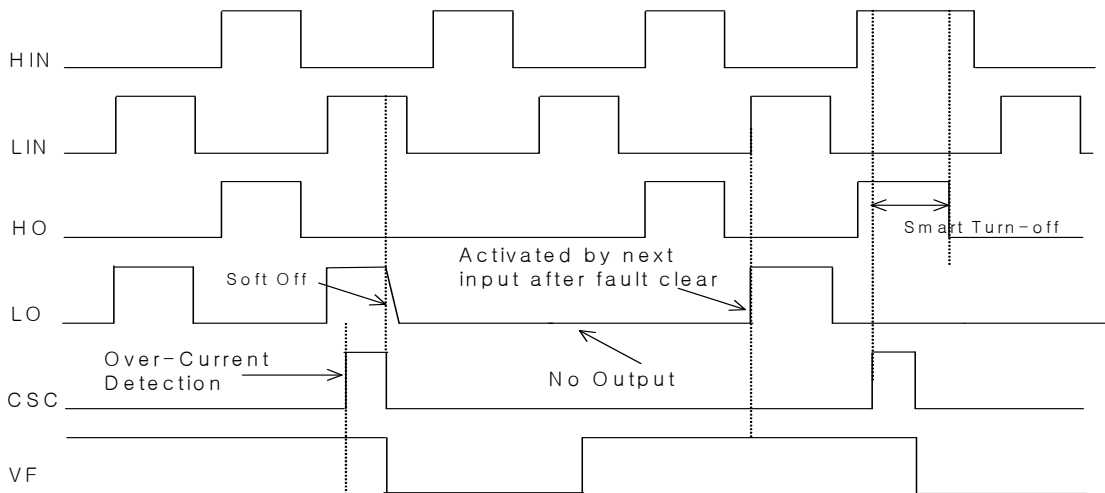 HIN
LIN
HO
Smart Turn-off
Activated by next
input after fault clear
Soft Off
LO
Over-Current
Detection
No Output
CSC
VF